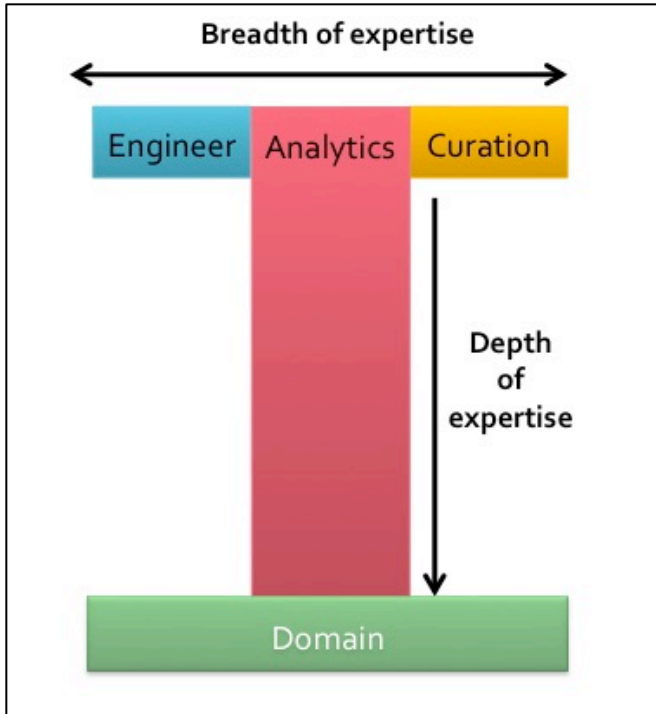 Breadth of expertise
Engineer
Analytics
Curation
Depth
of
expertise
Domain